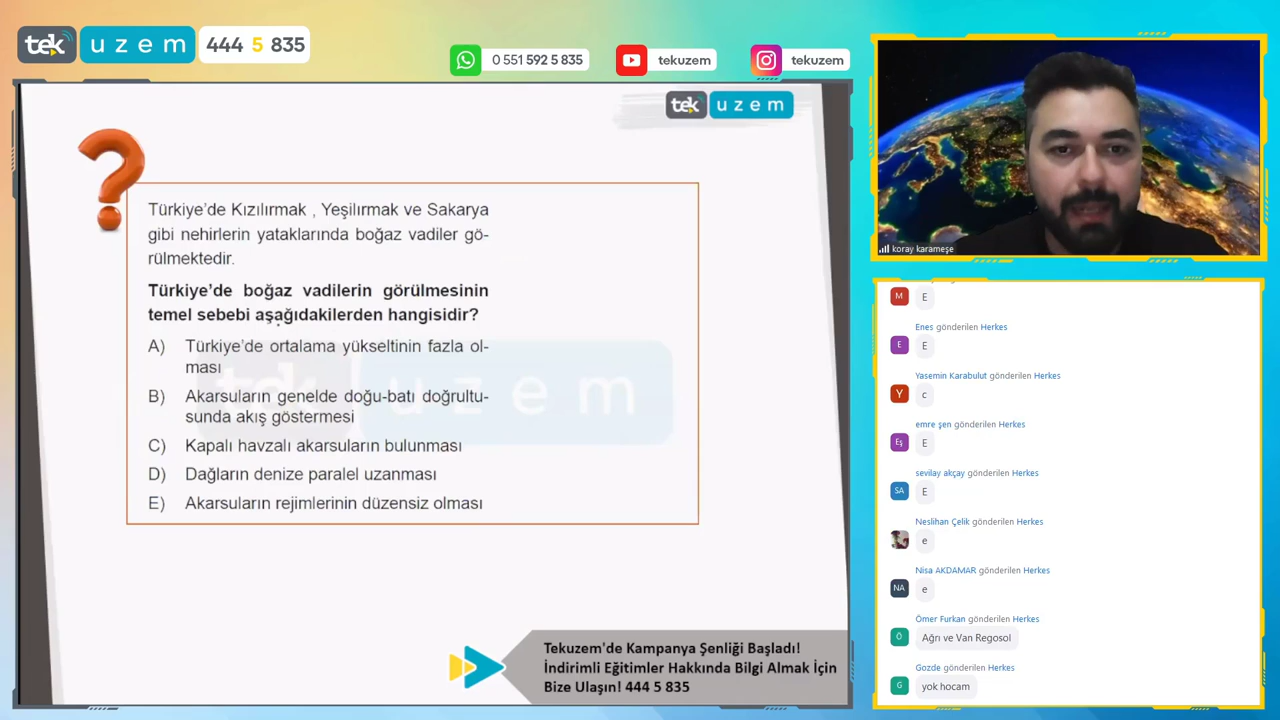 tek uzem 444 5 835
0 551 592 5 835
tekuzem
tekuzem
tek uzem
Türkiye'de Kızılırmak , Yeşilırmak ve Sakarya
gibi nehirlerin yataklarında boğaz vadiler gö-
rülmektedir.
Türkiye'de boğaz vadilerin görülmesinin
temel sebebi aşağıdakilerden hangisidir?
A) Türkiye'de ortalama yükseltinin fazla ol-
ması
B) Akarsuların genelde doğu-batı doğrultu-
sunda akış göstermesi
C) Kapalı havzalı akarsuların bulunması
D) Dağların denize paralel uzanması
E) Akarsuların rejimlerinin düzensiz olması
tek uzem
Tekuzem'de Kampanya Şenliği Başladı!
İndirimli Eğitimler Hakkında Bilgi Almak İçin
Bize Ulaşın! 444 5 835
koray karameşe
M E
Enes gönderilen Herkes
E E
Yasemin Karabulut gönderilen Herkes
Y c
emre şen gönderilen Herkes
Eş E
sevilay akçay gönderilen Herkes
SA E
Neslihan Çelik gönderilen Herkes
e
Nisa AKDAMAR gönderilen Herkes
NA e
Ömer Furkan gönderilen Herkes
O Ağrı ve Van Regosol
Gozde gönderilen Herkes
G yok hocam